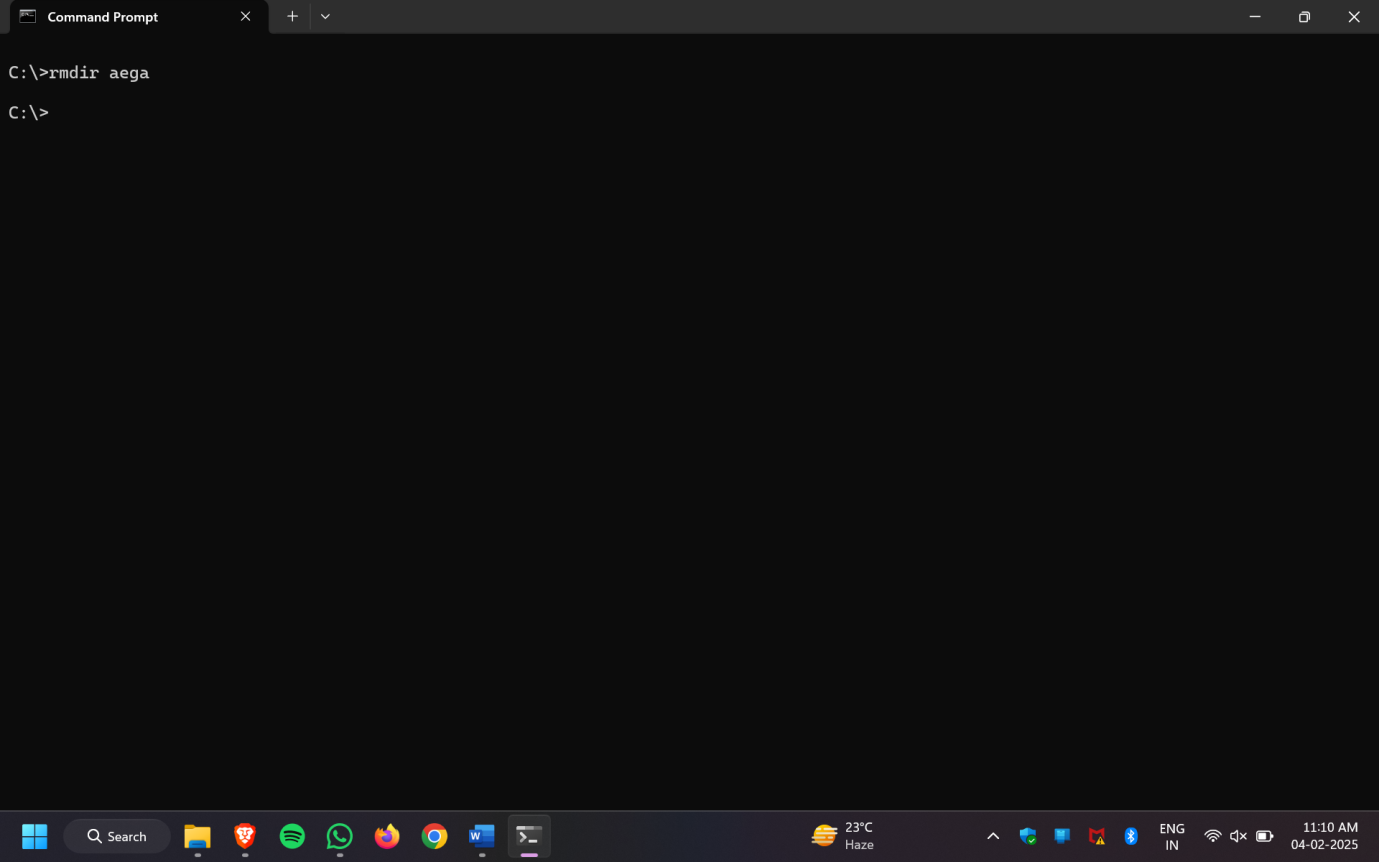 Command Prompt
C:\>rmdir aega
C:\>
Search
23°C
Haze
ENG
IN
11:10 AM
04-02-2025